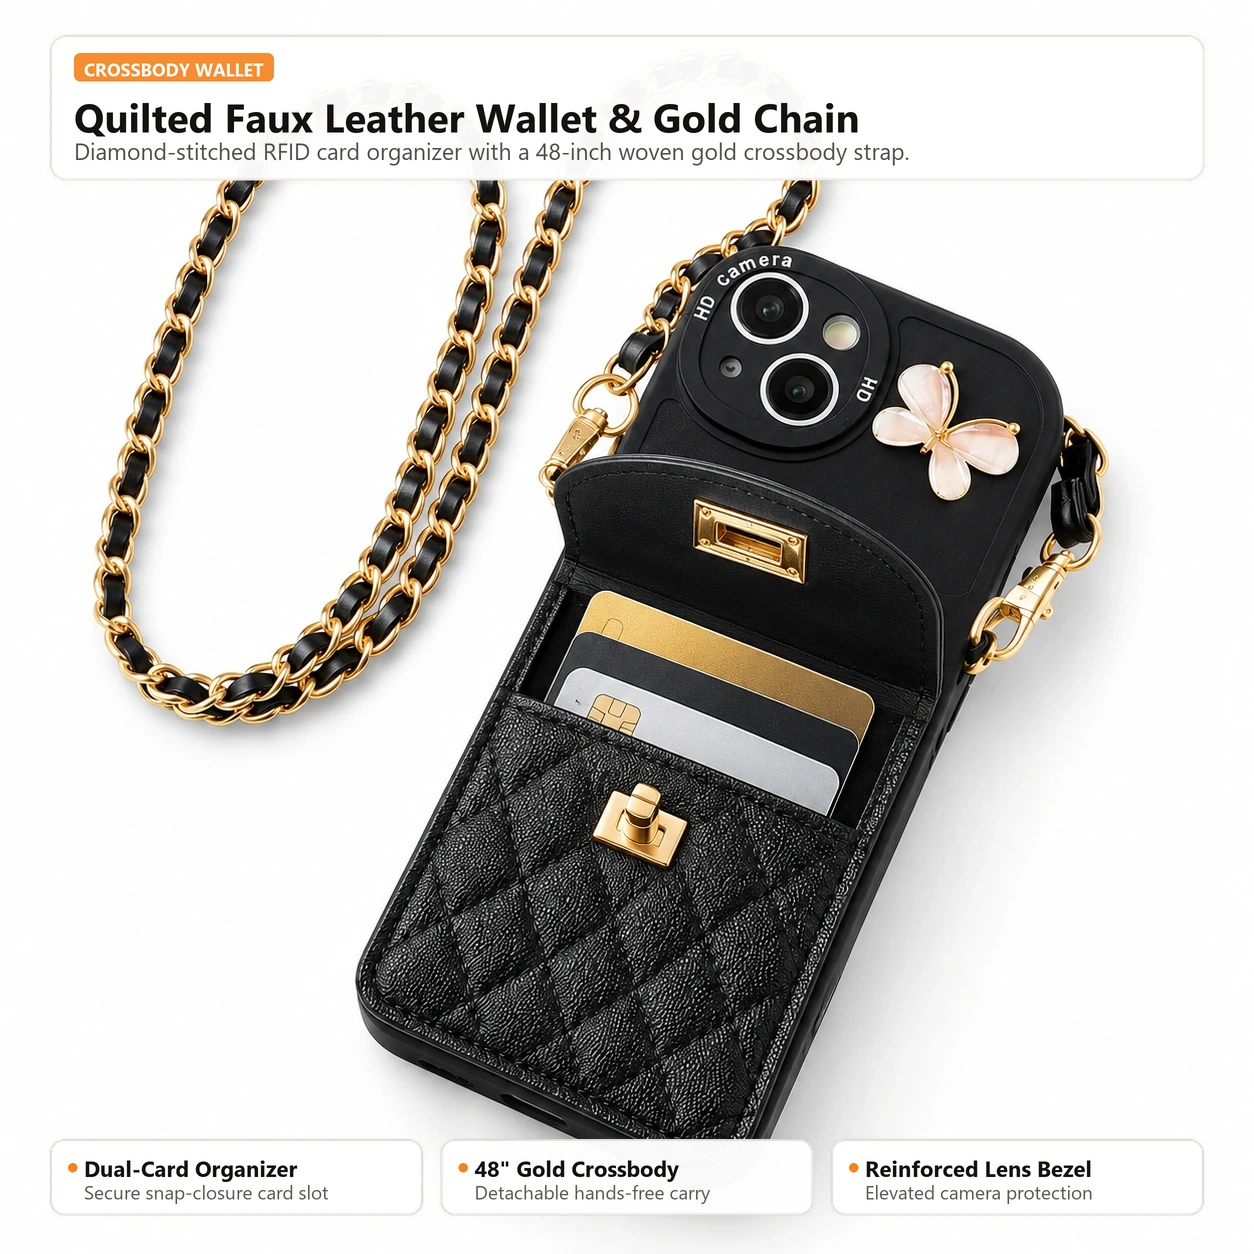 CROSSBODY WALLET
Quilted Faux Leather Wallet & Gold Chain
Diamond-stitched RFID card organizer with a 48-inch woven gold crossbody strap.
HD camera
HD
Dual-Card Organizer
Secure snap-closure card slot
48" Gold Crossbody
Detachable hands-free carry
Reinforced Lens Bezel
Elevated camera protection